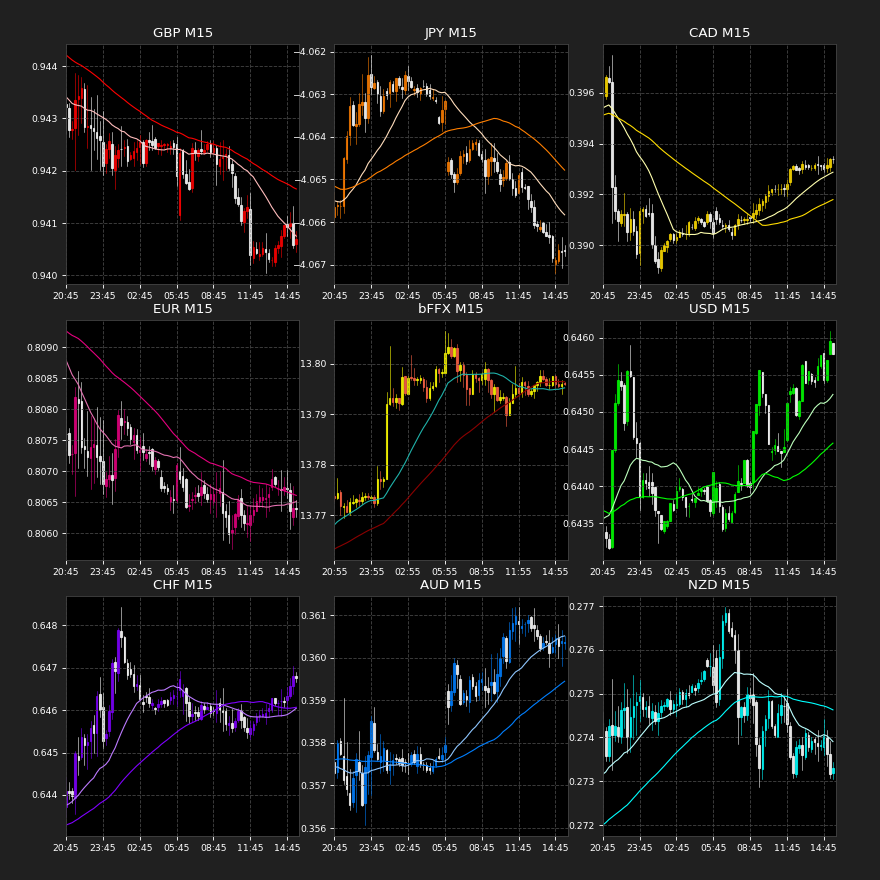 GBP M15
JPY M15
CAD M15
0.944
0.943
0.942
0.941
0.940
−4.062
−4.063
−4.064
−4.065
−4.066
−4.067
0.396
0.394
0.392
0.390
20:45 23:45 02:45 05:45 08:45 11:45 14:45
20:45 23:45 02:45 05:45 08:45 11:45 14:45
20:45 23:45 02:45 05:45 08:45 11:45 14:45
EUR M15
bFFX M15
USD M15
0.8090
0.8085
0.8080
0.8075
0.8070
0.8065
0.8060
13.80
13.79
13.78
13.77
0.6460
0.6455
0.6450
0.6445
0.6440
0.6435
20:45 23:45 02:45 05:45 08:45 11:45 14:45
20:55 23:55 02:55 05:55 08:55 11:55 14:55
20:45 23:45 02:45 05:45 08:45 11:45 14:45
CHF M15
AUD M15
NZD M15
0.648
0.647
0.646
0.645
0.644
0.361
0.360
0.359
0.358
0.357
0.356
0.277
0.276
0.275
0.274
0.273
0.272
20:45 23:45 02:45 05:45 08:45 11:45 14:45
20:45 23:45 02:45 05:45 08:45 11:45 14:45
20:45 23:45 02:45 05:45 08:45 11:45 14:45